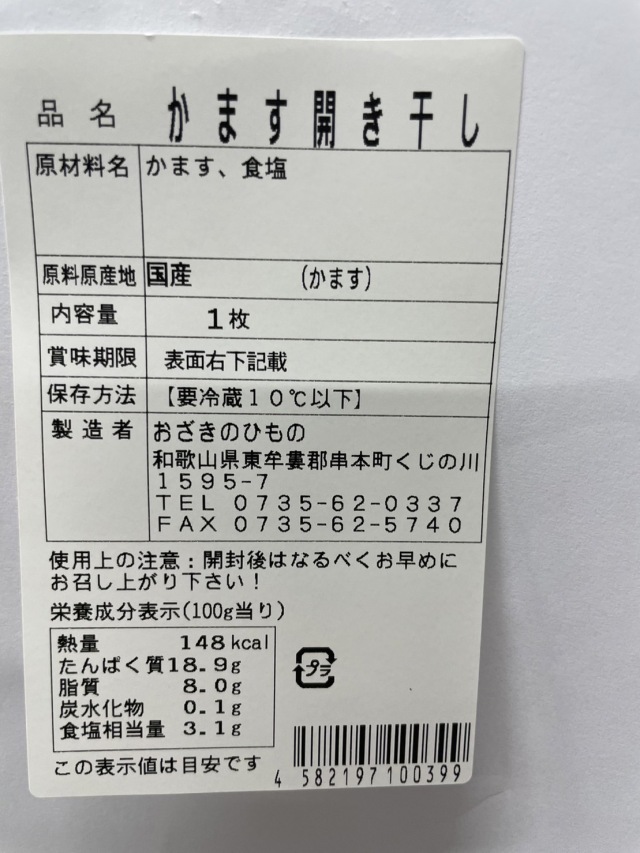 品名 かます開き干し
原材料名 かます、食塩
原料原産地 国産 (かます)
内容量 1枚
賞味期限 表面右下記載
保存方法 【要冷蔵10℃以下】
製造者 おざきのひもの
和歌山県東牟婁郡串本町くじの川
1595-7
TEL 0735-62-0337
FAX 0735-62-5740
使用上の注意:開封後はなるべくお早めに
お召し上がり下さい!
栄養成分表示(100g当り)
熱量 148kcal
たんぱく質18.9g
脂質 8.0g
炭水化物 0.1g
食塩相当量 3.1g
プラ
この表示値は目安です
4 582197 100399